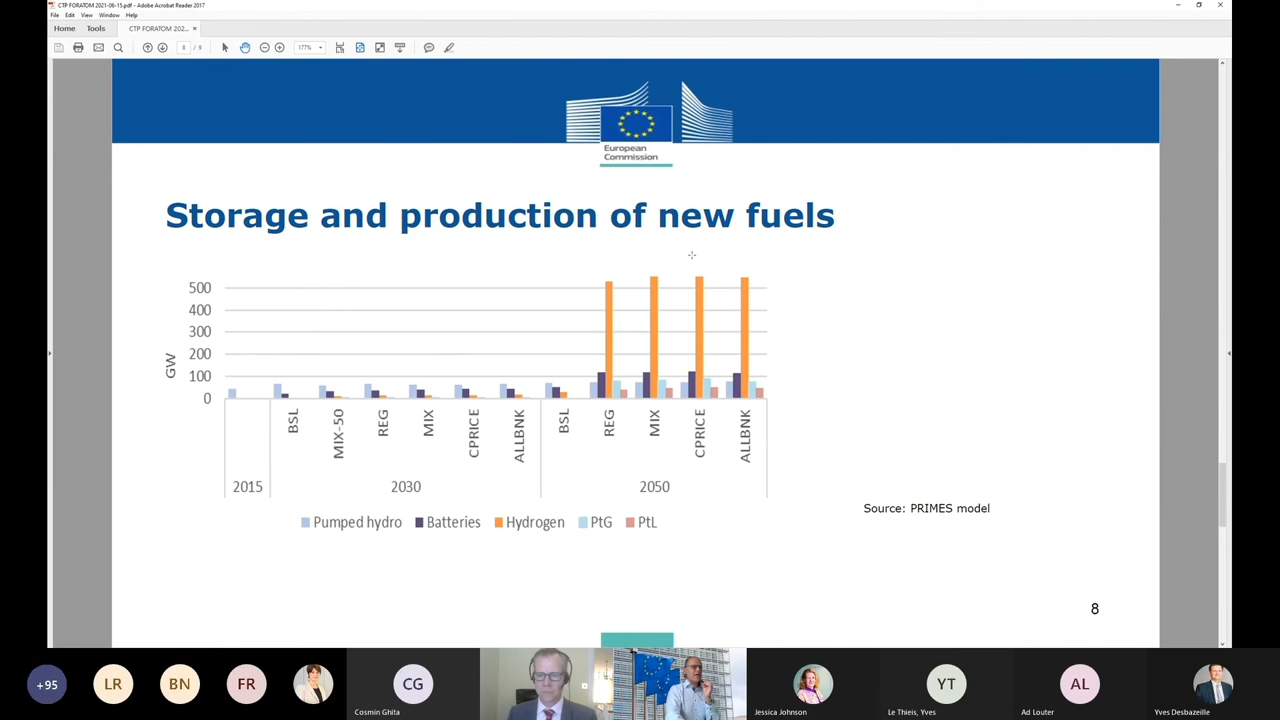 CTP FORATOM 2021-06-15.pdf - Adobe Acrobat Reader 2017
File Edit View Window Help
Home Tools CTP FORATOM 202... ×
8 / 9 177%
European
Commission
Storage and production of new fuels
GW
500
400
300
200
100
0
BSL MIX-50 REG MIX CPRICE ALLBNK BSL REG MIX CPRICE ALLBNK
2015 2030 2050
Pumped hydro Batteries Hydrogen PtG PtL
Source: PRIMES model
8
+95 LR BN FR CG YT AL
Cosmin Ghita Jessica Johnson Le Thieis, Yves Ad Louter Yves Desbazeille